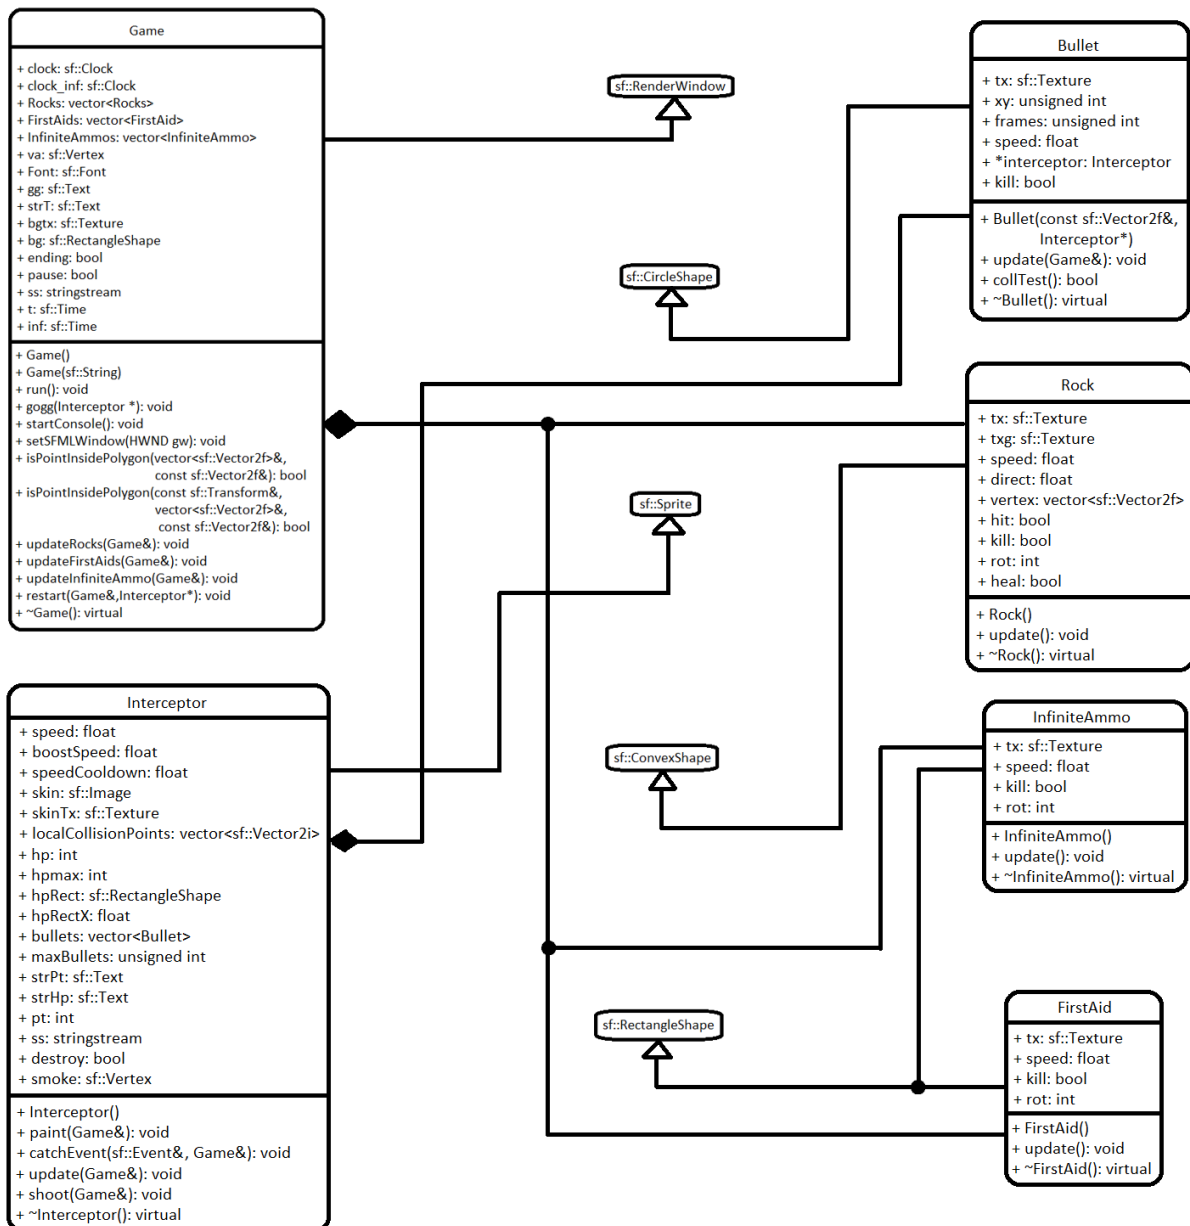 Game
+ clock: sf::Clock
+ clock_inf: sf::Clock
+ Rocks: vector<Rocks>
+ FirstAids: vector<FirstAid>
+ InfiniteAmmos: vector<InfiniteAmmo>
+ va: sf::Vertex
+ Font: sf::Font
+ gg: sf::Text
+ strT: sf::Text
+ bgtx: sf::Texture
+ bg: sf::RectangleShape
+ ending: bool
+ pause: bool
+ ss: stringstream
+ t: sf::Time
+ inf: sf::Time
+ Game()
+ Game(sf::String)
+ run(): void
+ gogg(Interceptor *): void
+ startConsole(): void
+ setSFMLWindow(HWND gw): void
+ isPointInsidePolygon(vector<sf::Vector2f>&,
const sf::Vector2f&): bool
+ isPointInsidePolygon(const sf::Transform&,
vector<sf::Vector2f>&,
const sf::Vector2f&): bool
+ updateRocks(Game&): void
+ updateFirstAids(Game&): void
+ updateInfiniteAmmo(Game&): void
+ restart(Game&,Interceptor*): void
+ ~Game(): virtual
Interceptor
+ speed: float
+ boostSpeed: float
+ speedCooldown: float
+ skin: sf::Image
+ skinTx: sf::Texture
+ localCollisionPoints: vector<sf::Vector2i>
+ hp: int
+ hpmax: int
+ hpRect: sf::RectangleShape
+ hpRectX: float
+ bullets: vector<Bullet>
+ maxBullets: unsigned int
+ strPt: sf::Text
+ strHp: sf::Text
+ pt: int
+ ss: stringstream
+ destroy: bool
+ smoke: sf::Vertex
+ Interceptor()
+ paint(Game&): void
+ catchEvent(sf::Event&, Game&): void
+ update(Game&): void
+ shoot(Game&): void
+ ~Interceptor(): virtual
sf::RenderWindow
sf::CircleShape
sf::Sprite
sf::ConvexShape
sf::RectangleShape
Bullet
+ tx: sf::Texture
+ xy: unsigned int
+ frames: unsigned int
+ speed: float
+ *interceptor: Interceptor
+ kill: bool
+ Bullet(const sf::Vector2f&,
Interceptor*)
+ update(Game&): void
+ collTest(): bool
+ ~Bullet(): virtual
Rock
+ tx: sf::Texture
+ txg: sf::Texture
+ speed: float
+ direct: float
+ vertex: vector<sf::Vector2f>
+ hit: bool
+ kill: bool
+ rot: int
+ heal: bool
+ Rock()
+ update(): void
+ ~Rock(): virtual
InfiniteAmmo
+ tx: sf::Texture
+ speed: float
+ kill: bool
+ rot: int
+ InfiniteAmmo()
+ update(): void
+ ~InfiniteAmmo(): virtual
FirstAid
+ tx: sf::Texture
+ speed: float
+ kill: bool
+ rot: int
+ FirstAid()
+ update(): void
+ ~FirstAid(): virtual